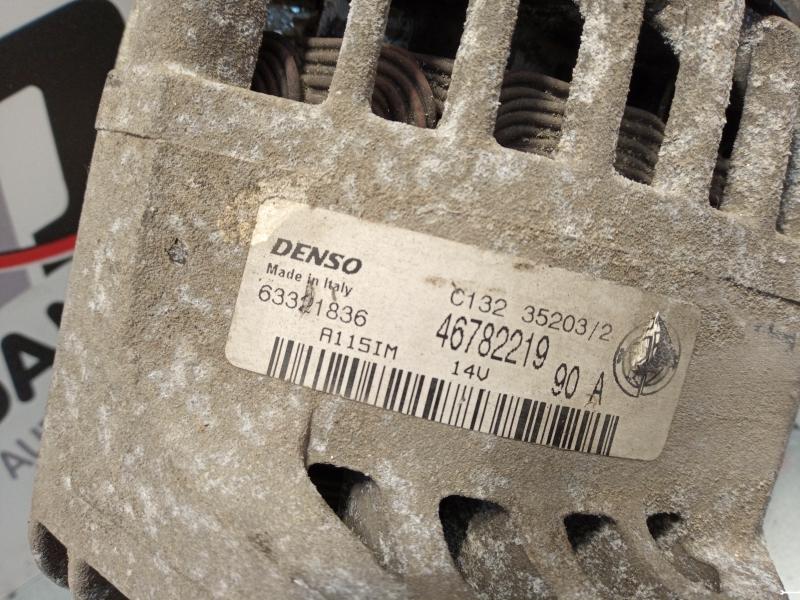 DENSO
Made in Italy
63321836
C132 35203/2
A115IM
46782219
14V
90 A